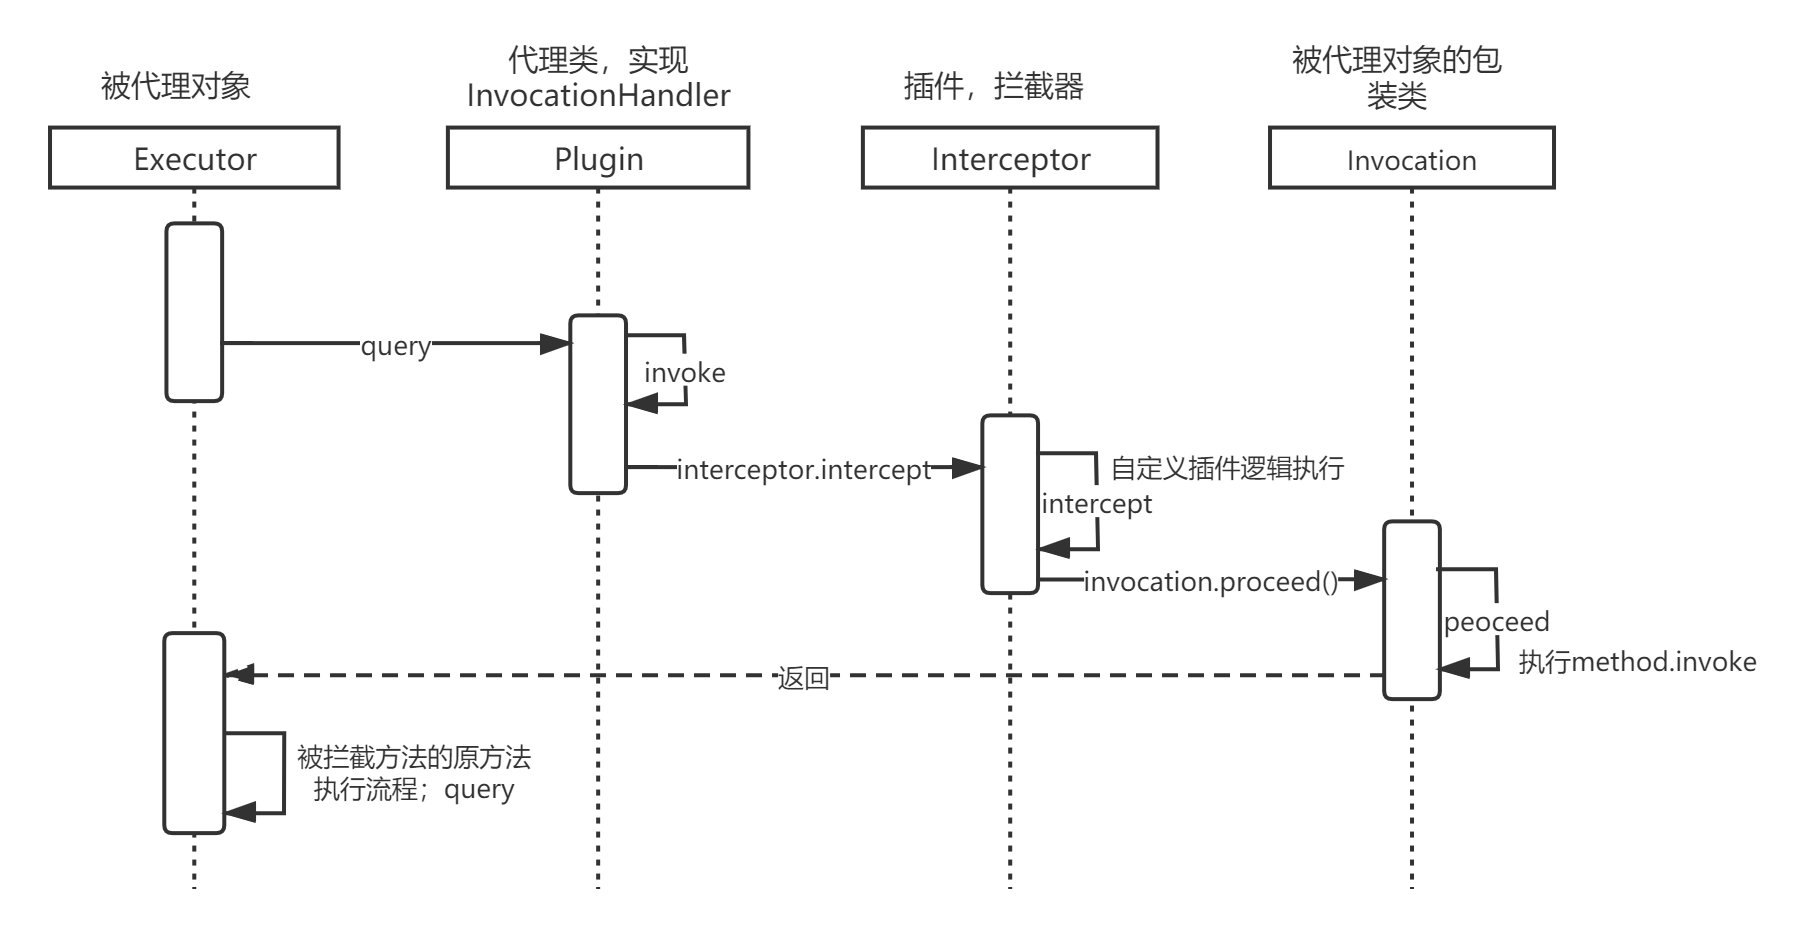 被代理对象
代理类，实现
InvocationHandler
插件，拦截器
被代理对象的包
装类
Executor
Plugin
Interceptor
Invocation
query
invoke
interceptor.intercept
自定义插件逻辑执行
intercept
invocation.proceed()
peoceed
执行method.invoke
返回
被拦截方法的原方法
执行流程；query